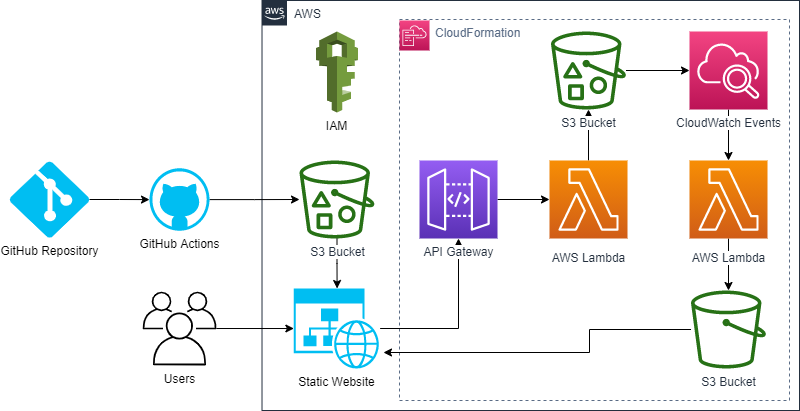 aws
AWS
CloudFormation
IAM
S3 Bucket
CloudWatch Events
GitHub Repository
GitHub Actions
S3 Bucket
API Gateway
AWS Lambda
AWS Lambda
Users
Static Website
S3 Bucket